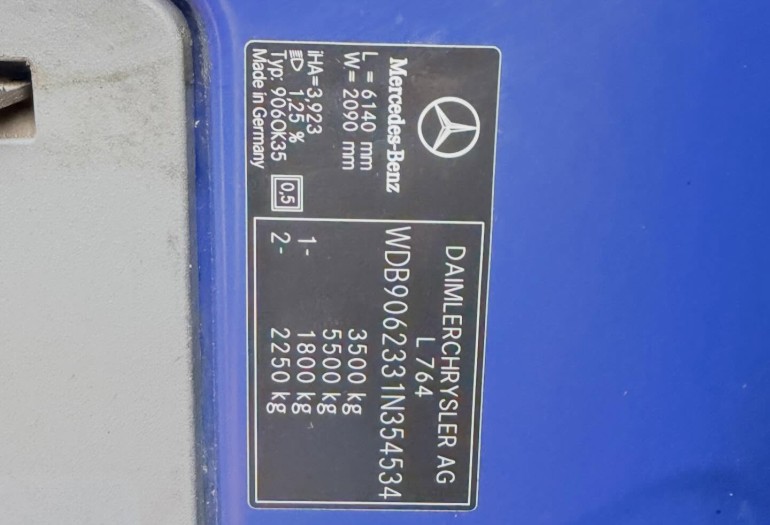 Mercedes-Benz
L = 6140 mm
W = 2090 mm
iHA=3,923
1,25 %
Typ: 906OK35
Made in Germany
0,5
DAIMLERCHRYSLER AG
L 764
WDB9062331N354534
3500 kg
5500 kg
1- 1800 kg
2- 2250 kg